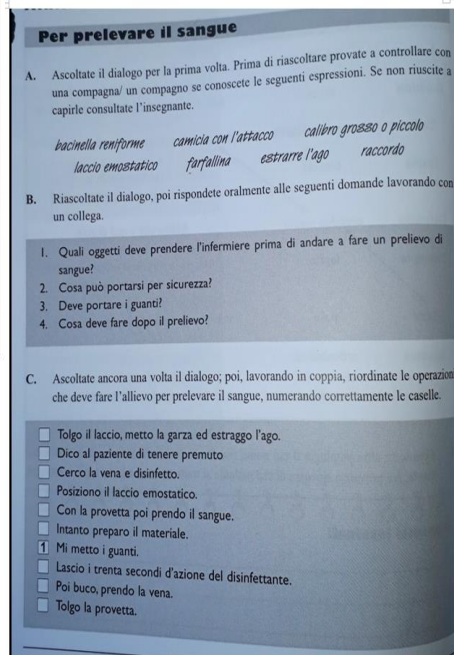 Per prelevare il sangue
A. Ascoltate il dialogo per la prima volta. Prima di riascoltare provate a controllare con
una compagna/ un compagno se conoscete le seguenti espressioni. Se non riuscite a
capirle consultate l'insegnante.
bacinella reniforme camicia con l'attacco calibro grosso o piccolo
laccio emostatico farfallina estrarre l'ago raccordo
B. Riascoltate il dialogo, poi rispondete oralmente alle seguenti domande lavorando con
un collega.
1. Quali oggetti deve prendere l'infermiere prima di andare a fare un prelievo di
sangue?
2. Cosa può portarsi per sicurezza?
3. Deve portare i guanti?
4. Cosa deve fare dopo il prelievo?
C. Ascoltate ancora una volta il dialogo; poi, lavorando in coppia, riordinate le operazion
che deve fare l'allievo per prelevare il sangue, numerando correttamente le caselle.
Tolgo il laccio, metto la garza ed estraggo l'ago.
Dico al paziente di tenere premuto
Cerco la vena e disinfetto.
Posiziono il laccio emostatico.
Con la provetta poi prendo il sangue.
Intanto preparo il materiale.
1 Mi metto i guanti.
Lascio i trenta secondi d'azione del disinfettante.
Poi buco, prendo la vena.
Tolgo la provetta.